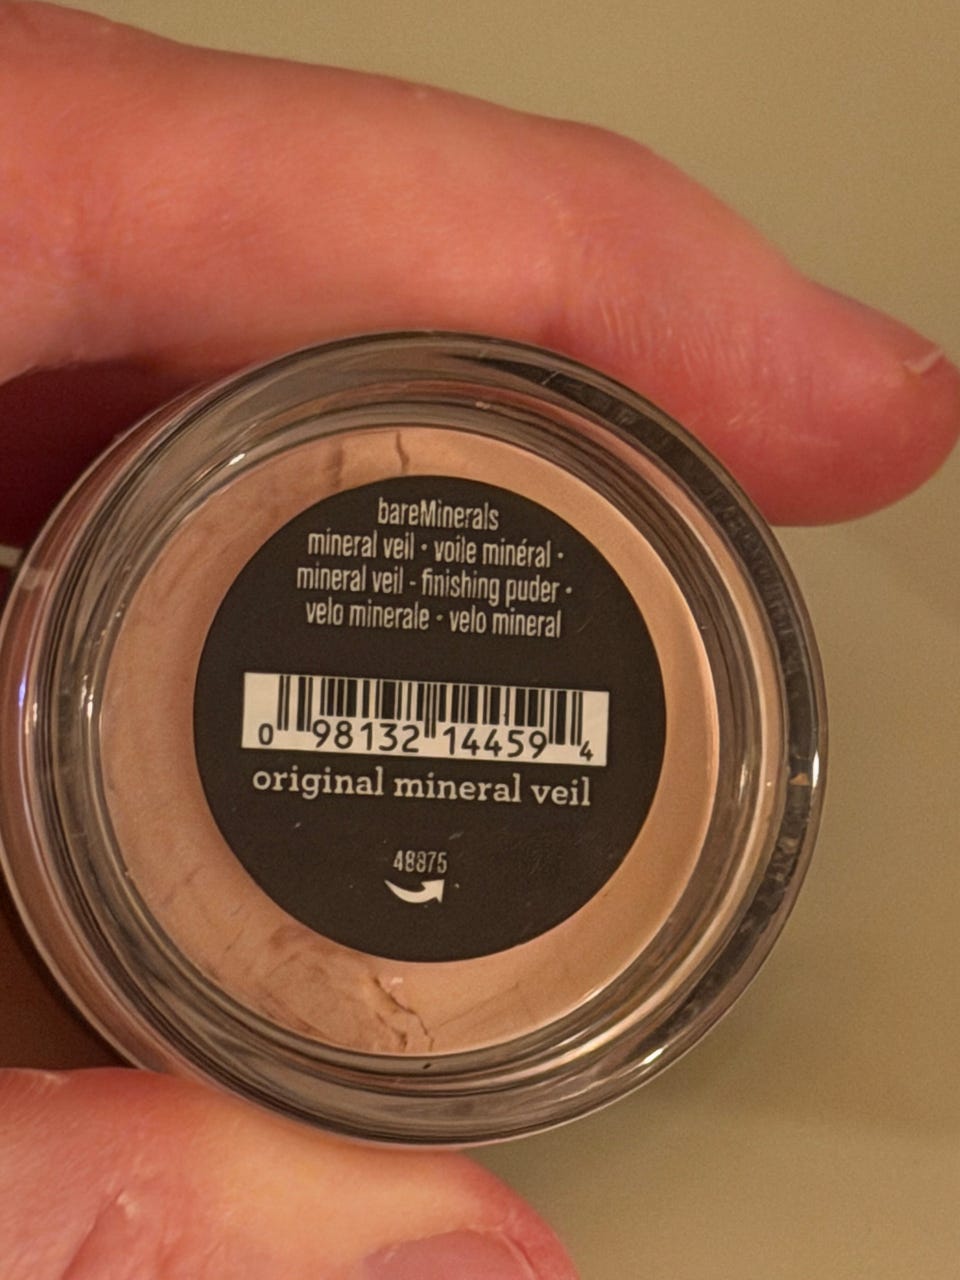 bareMinerals
mineral veil · voile minéral ·
mineral veil - finishing puder ·
velo minerale · velo mineral
0 98132 14459 4
original mineral veil
48875